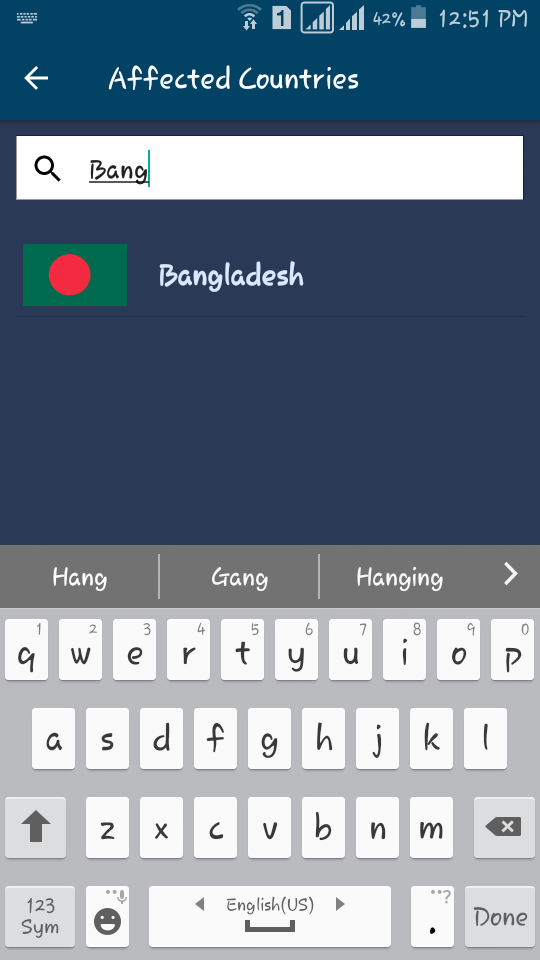 1 42% 12:51 PM
Affected Countries
Bang
Bangladesh
Hang Gang Hanging
1 2 3 4 5 6 7 8 9 0
q w e r t y u i o p
a s d f g h j k l
z x c v b n m
123 Sym English(US) ? . Done